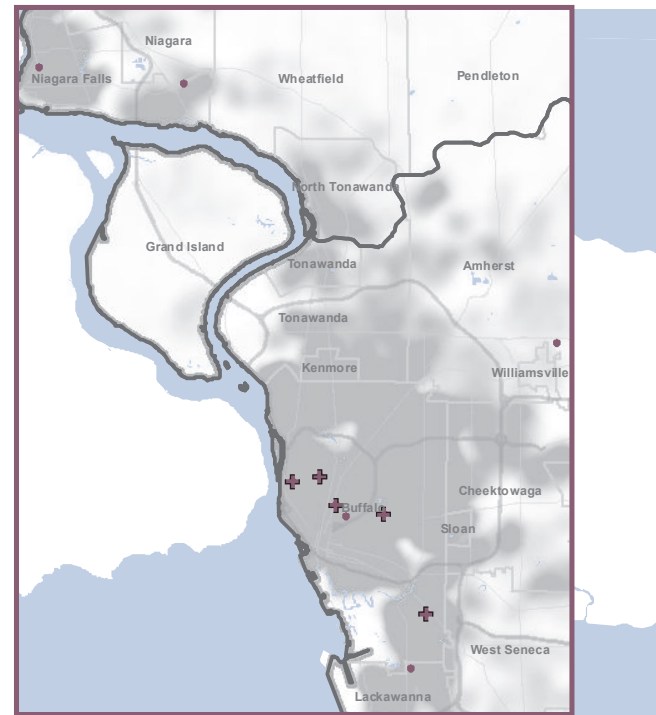 Niagara
Niagara Falls
Wheatfield
Pendleton
North Tonawanda
Grand Island
Tonawanda
Amherst
Tonawanda
Kenmore
Williamsville
Cheektowaga
Buffalo
Sloan
West Seneca
Lackawanna